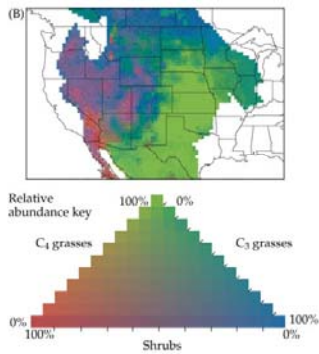 (B)
Relative
abundance key
100%
0%
C₄ grasses
C₃ grasses
0%
100%
100%
0%
Shrubs